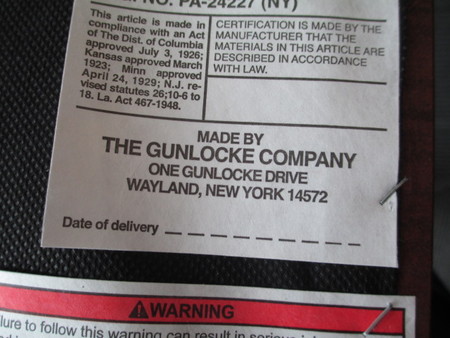 NO. PA-24227 (NY)
This article is made in
compliance with an Act
of The Dist. of Columbia
approved July 3, 1926;
Kansas approved March
1923; Minn approved
April 24, 1929; N.J. re-
vised statutes 26;10-6 to
18. La. Act 467-1948.
CERTIFICATION IS MADE BY THE
MANUFACTURER THAT THE
MATERIALS IN THIS ARTICLE ARE
DESCRIBED IN ACCORDANCE
WITH LAW.
MADE BY
THE GUNLOCKE COMPANY
ONE GUNLOCKE DRIVE
WAYLAND, NEW YORK 14572
Date of delivery
WARNING
to follow this warning can result in serious